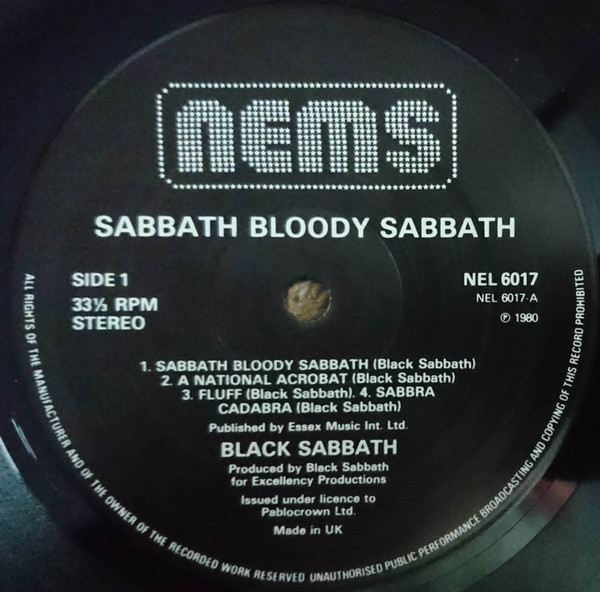 NEMS
SABBATH BLOODY SABBATH
SIDE 1
33⅓ RPM
STEREO
NEL 6017
NEL 6017-A
℗ 1980
1. SABBATH BLOODY SABBATH (Black Sabbath)
2. A NATIONAL ACROBAT (Black Sabbath)
3. FLUFF (Black Sabbath). 4. SABBRA
CADABRA (Black Sabbath)
Published by Essex Music Int. Ltd.
BLACK SABBATH
Produced by Black Sabbath
for Excellency Productions
Issued under licence to
Pablocrown Ltd.
Made in UK
ALL RIGHTS OF THE MANUFACTURER AND OF THE OWNER OF THE RECORDED WORK RESERVED UNAUTHORISED PUBLIC PERFORMANCE BROADCASTING AND COPYING OF THIS RECORD PROHIBITED